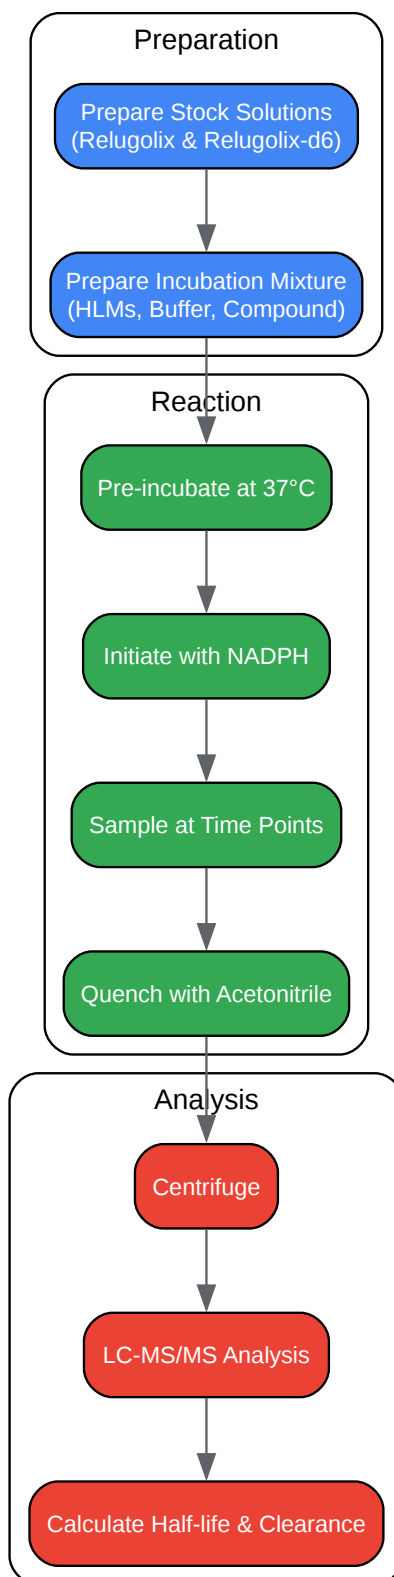 Preparation
Prepare Stock Solutions
(Relugolix & Relugolix-d6)
Prepare Incubation Mixture
(HLMs, Buffer, Compound)
Reaction
Pre-incubate at 37°C
Initiate with NADPH
Sample at Time Points
Quench with Acetonitrile
Analysis
Centrifuge
LC-MS/MS Analysis
Calculate Half-life & Clearance